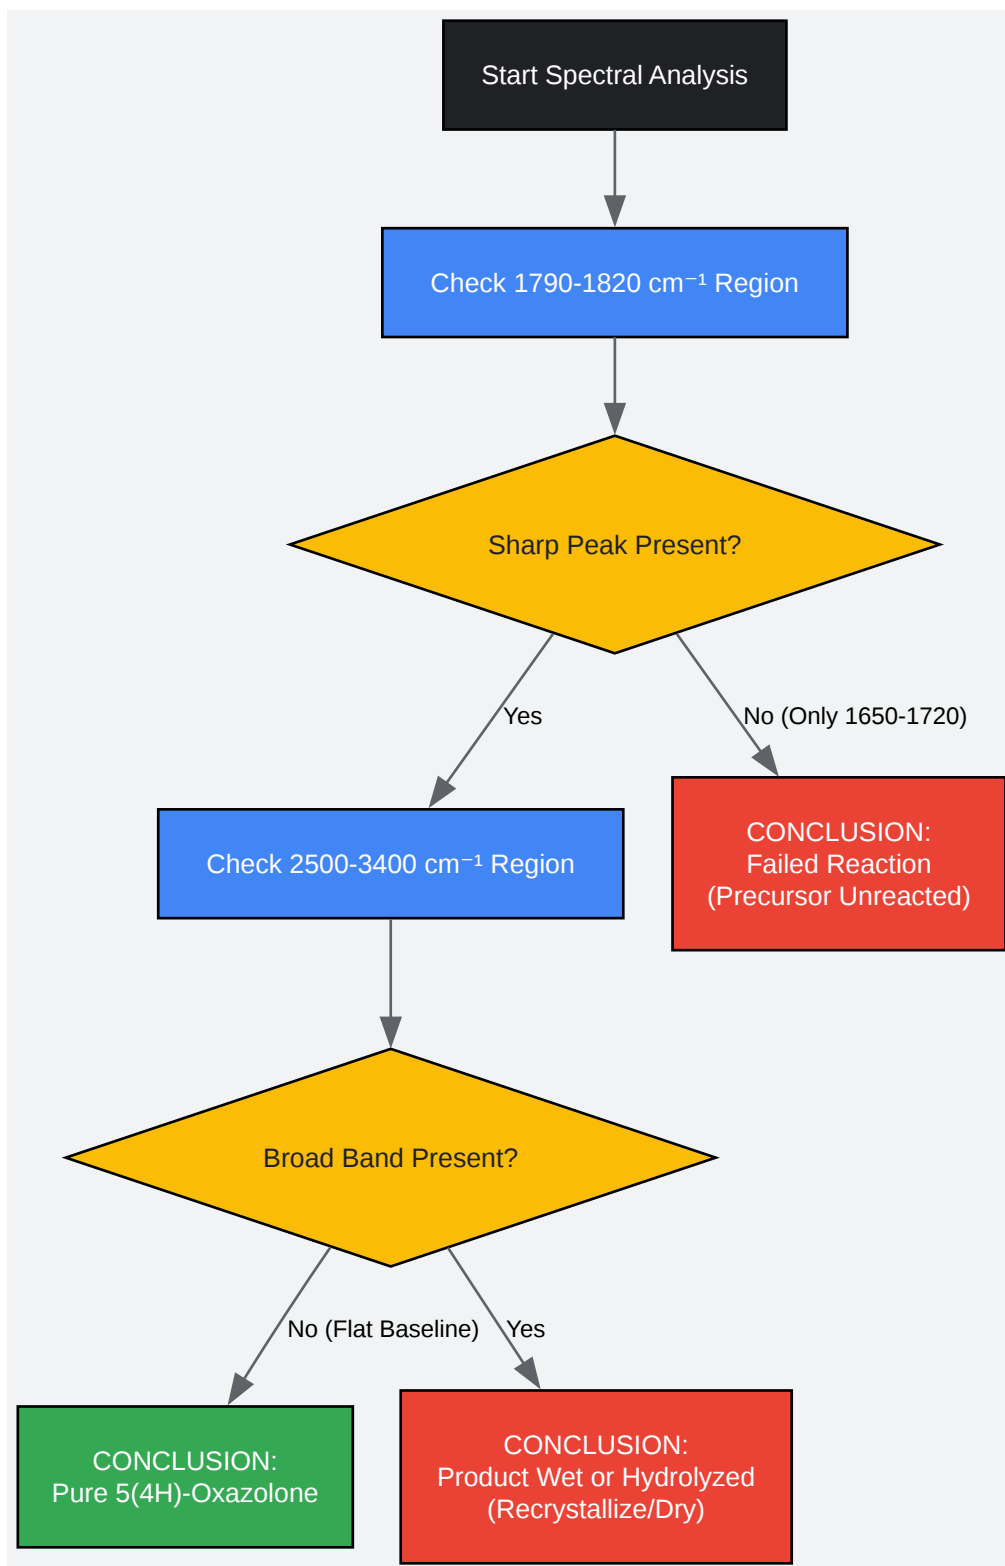 Start Spectral Analysis
Check 1790-1820 cm⁻¹ Region
Sharp Peak Present?
Yes
No (Only 1650-1720)
Check 2500-3400 cm⁻¹ Region
CONCLUSION:
Failed Reaction
(Precursor Unreacted)
Broad Band Present?
No (Flat Baseline)
Yes
CONCLUSION:
Pure 5(4H)-Oxazolone
CONCLUSION:
Product Wet or Hydrolyzed
(Recrystallize/Dry)